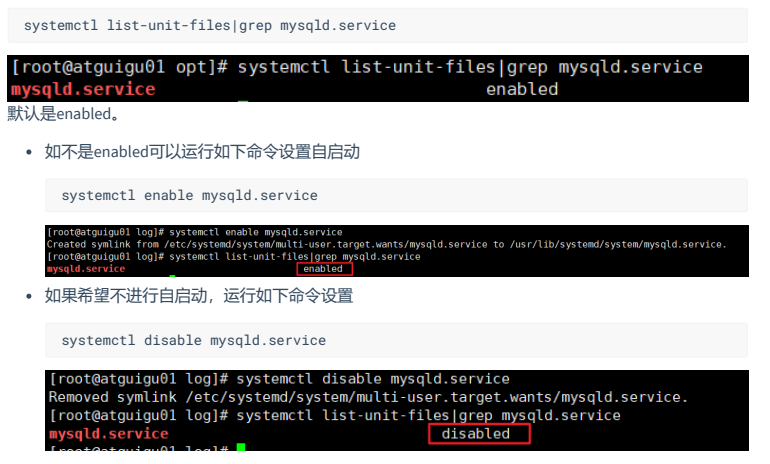 systemctl list-unit-files|grep mysqld.service
[root@atguigu01 opt]# systemctl list-unit-files|grep mysqld.service
mysqld.service enabled
默认是enabled。
• 如不是enabled可以运行如下命令设置自启动
systemctl enable mysqld.service
[root@atguigu01 log]# systemctl enable mysqld.service
Created symlink from /etc/systemd/system/multi-user.target.wants/mysqld.service to /usr/lib/systemd/system/mysqld.service.
[root@atguigu01 log]# systemctl list-unit-files|grep mysqld.service
mysqld.service enabled
• 如果希望不进行自启动，运行如下命令设置
systemctl disable mysqld.service
[root@atguigu01 log]# systemctl disable mysqld.service
Removed symlink /etc/systemd/system/multi-user.target.wants/mysqld.service.
[root@atguigu01 log]# systemctl list-unit-files|grep mysqld.service
mysqld.service disabled
[root@atguigu01 log]#